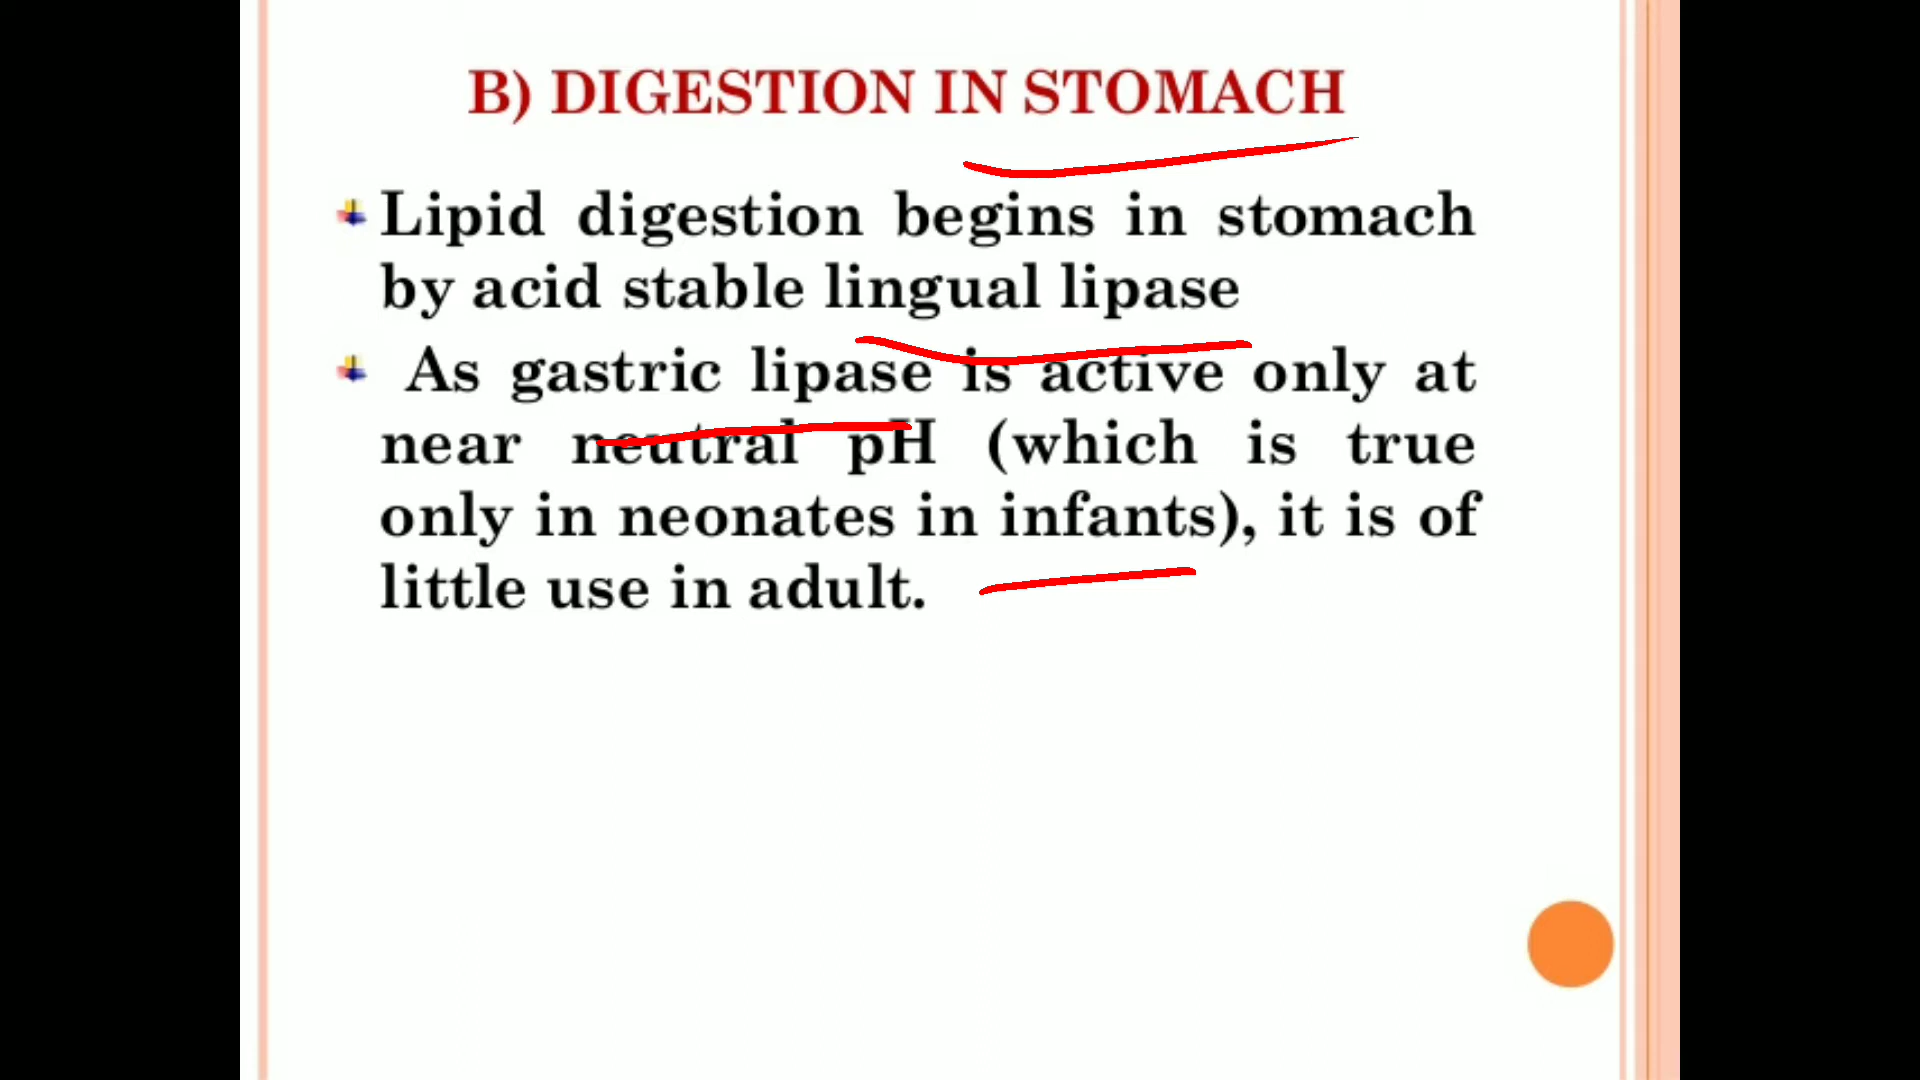 B) DIGESTION IN STOMACH
Lipid digestion begins in stomach
by acid stable lingual lipase
As gastric lipase is active only at
near neutral pH (which is true
only in neonates in infants), it is of
little use in adult.